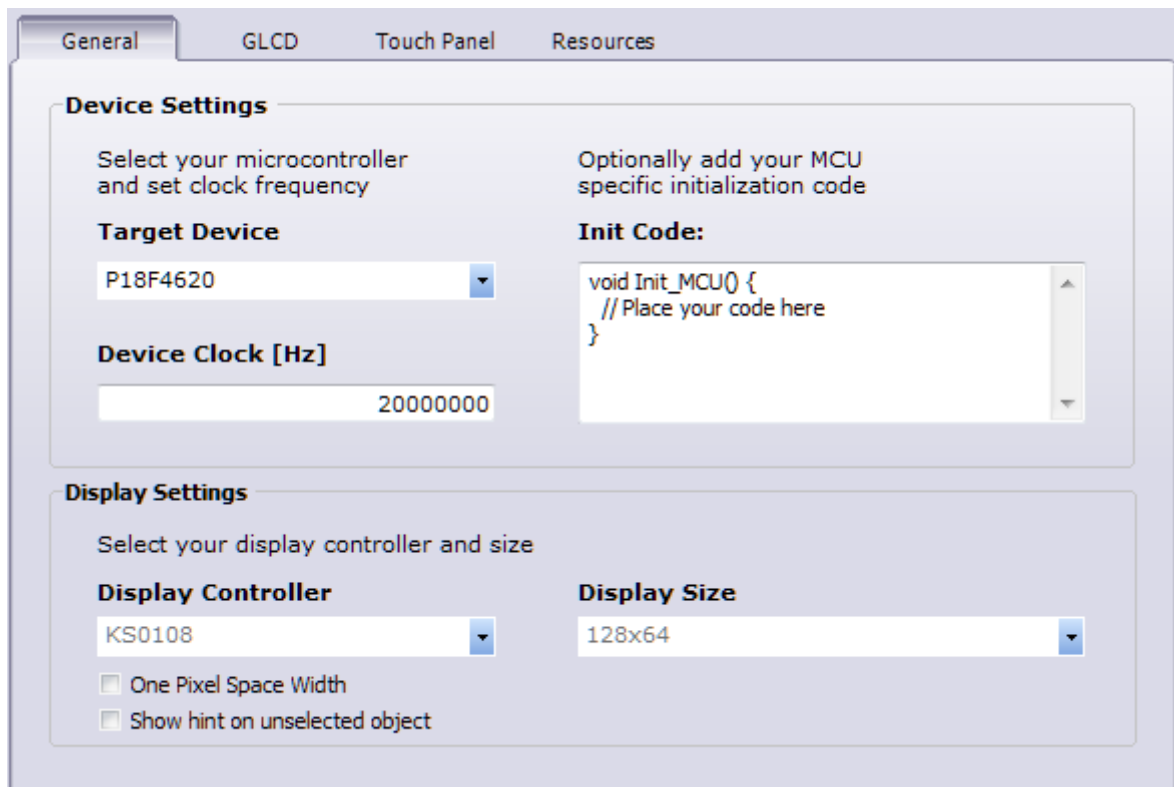 General GLCD Touch Panel Resources
Device Settings
Select your microcontroller
and set clock frequency
Target Device
P18F4620
Device Clock [Hz]
20000000
Optionally add your MCU
specific initialization code
Init Code:
void Init_MCU() {
// Place your code here
}
Display Settings
Select your display controller and size
Display Controller
KS0108
Display Size
128x64
One Pixel Space Width
Show hint on unselected object